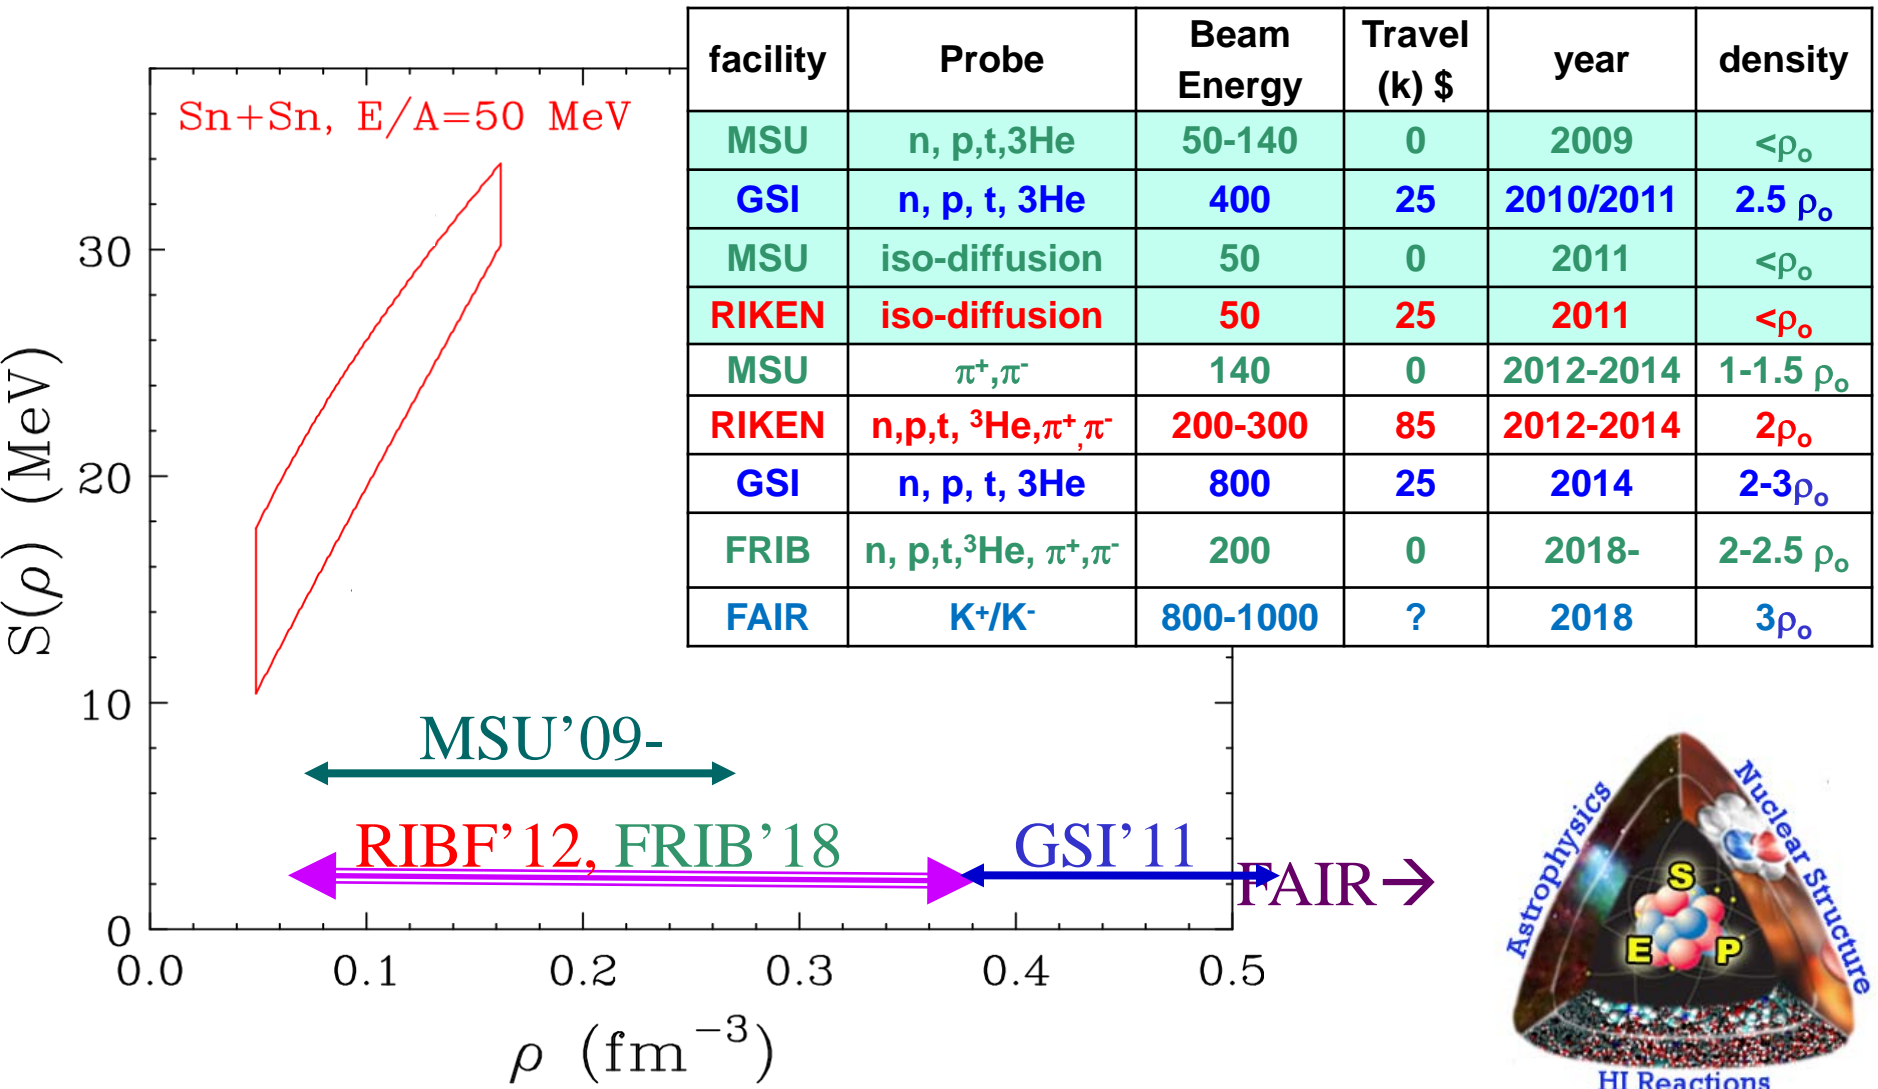 facility Probe Beam Energy Travel (k) $ year density
MSU n, p,t,3He 50-140 0 2009 <ρo
GSI n, p, t, 3He 400 25 2010/2011 2.5 ρo
MSU iso-diffusion 50 0 2011 <ρo
RIKEN iso-diffusion 50 25 2011 <ρo
MSU π+,π- 140 0 2012-2014 1-1.5 ρo
RIKEN n,p,t, 3He,π+,π- 200-300 85 2012-2014 2ρo
GSI n, p, t, 3He 800 25 2014 2-3ρo
FRIB n, p,t,3He, π+,π- 200 0 2018- 2-2.5 ρo
FAIR K+/K- 800-1000 ? 2018 3ρo
Sn+Sn, E/A=50 MeV
S(ρ) (MeV)
30
20
10
0
MSU’09-
RIBF’12, FRIB’18
GSI’11
FAIR→
0.0 0.1 0.2 0.3 0.4 0.5
ρ (fm−3)
Astrophysics
Nuclear Structure
S
E P
HI Reactions